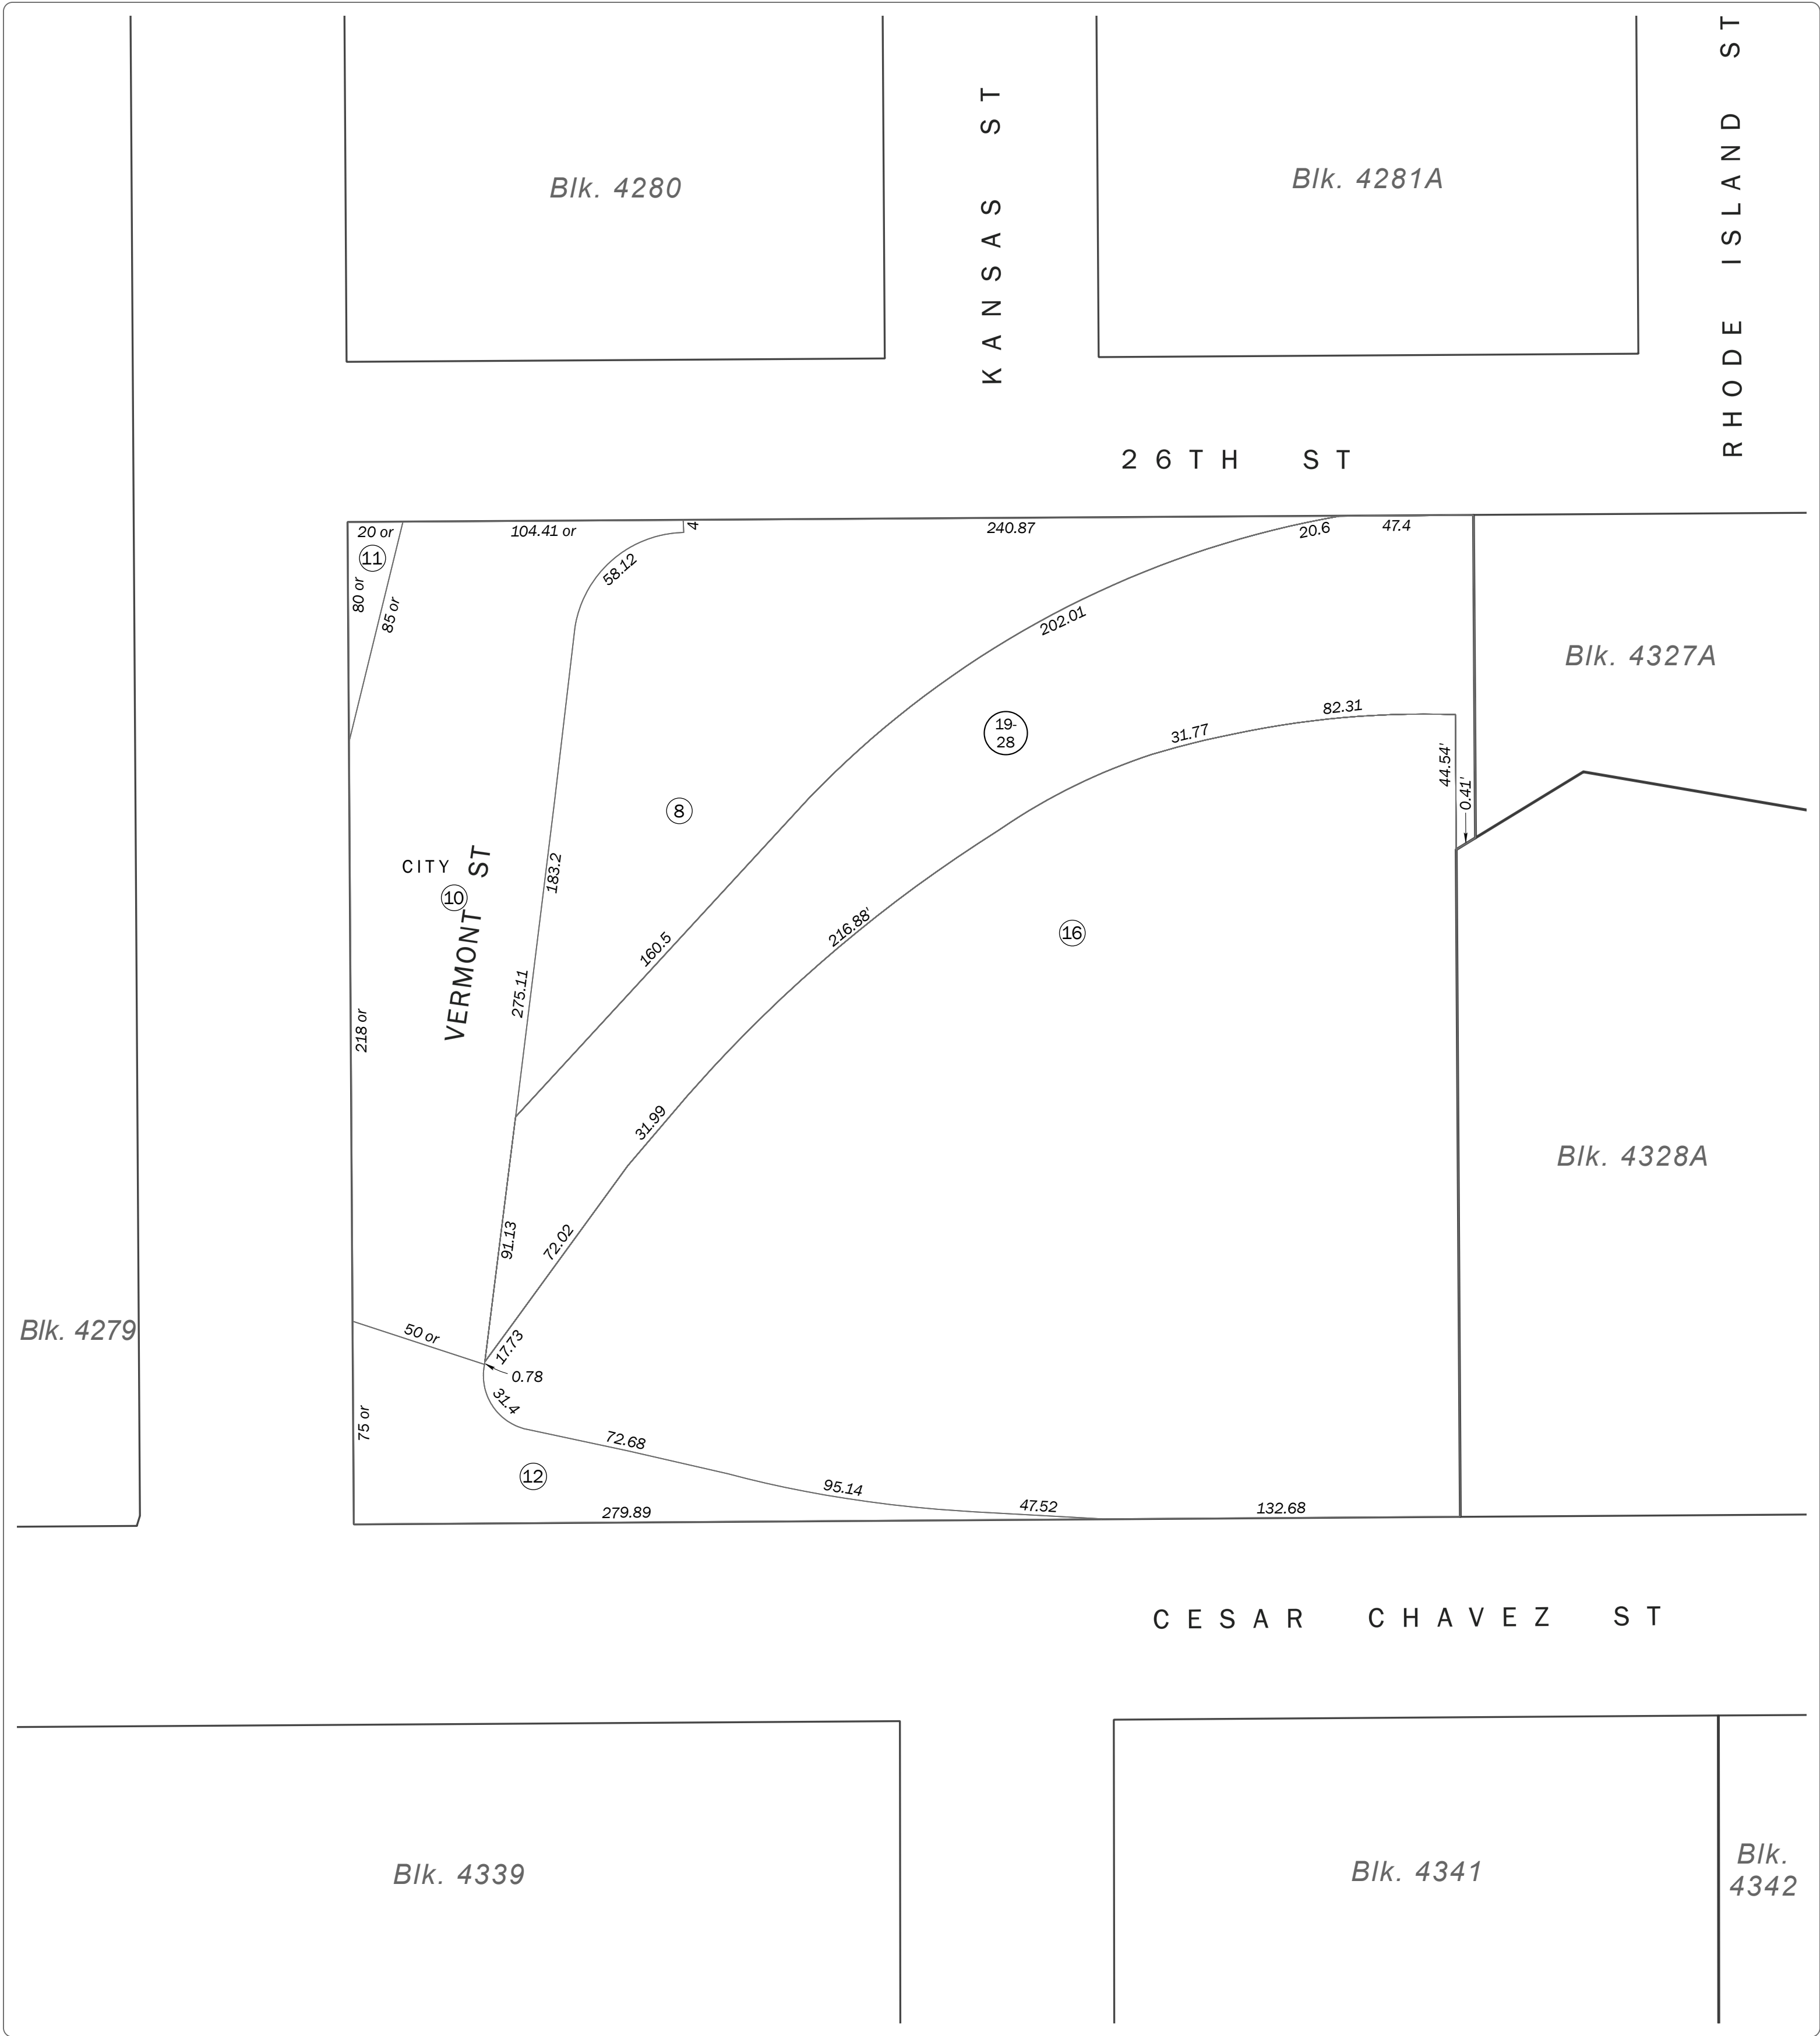 Blk. 4280
KANSAS ST
Blk. 4281A
RHODE ISLAND ST
26TH ST
20 or
104.41 or
4
240.87
20.6
47.4
11
80 or
85 or
58.12
202.01
Blk. 4327A
19-
28
31.77
82.31
44.54'
0.41'
8
CITY
10
VERMONT ST
183.2
275.11
160.5
216.88'
16
218 or
31.99
Blk. 4328A
91.13
72.02
Blk. 4279
50 or
17.73
0.78
31.4
75 or
72.68
12
95.14
47.52
279.89
132.68
CESAR CHAVEZ ST
Blk. 4339
Blk. 4341
Blk.
4342